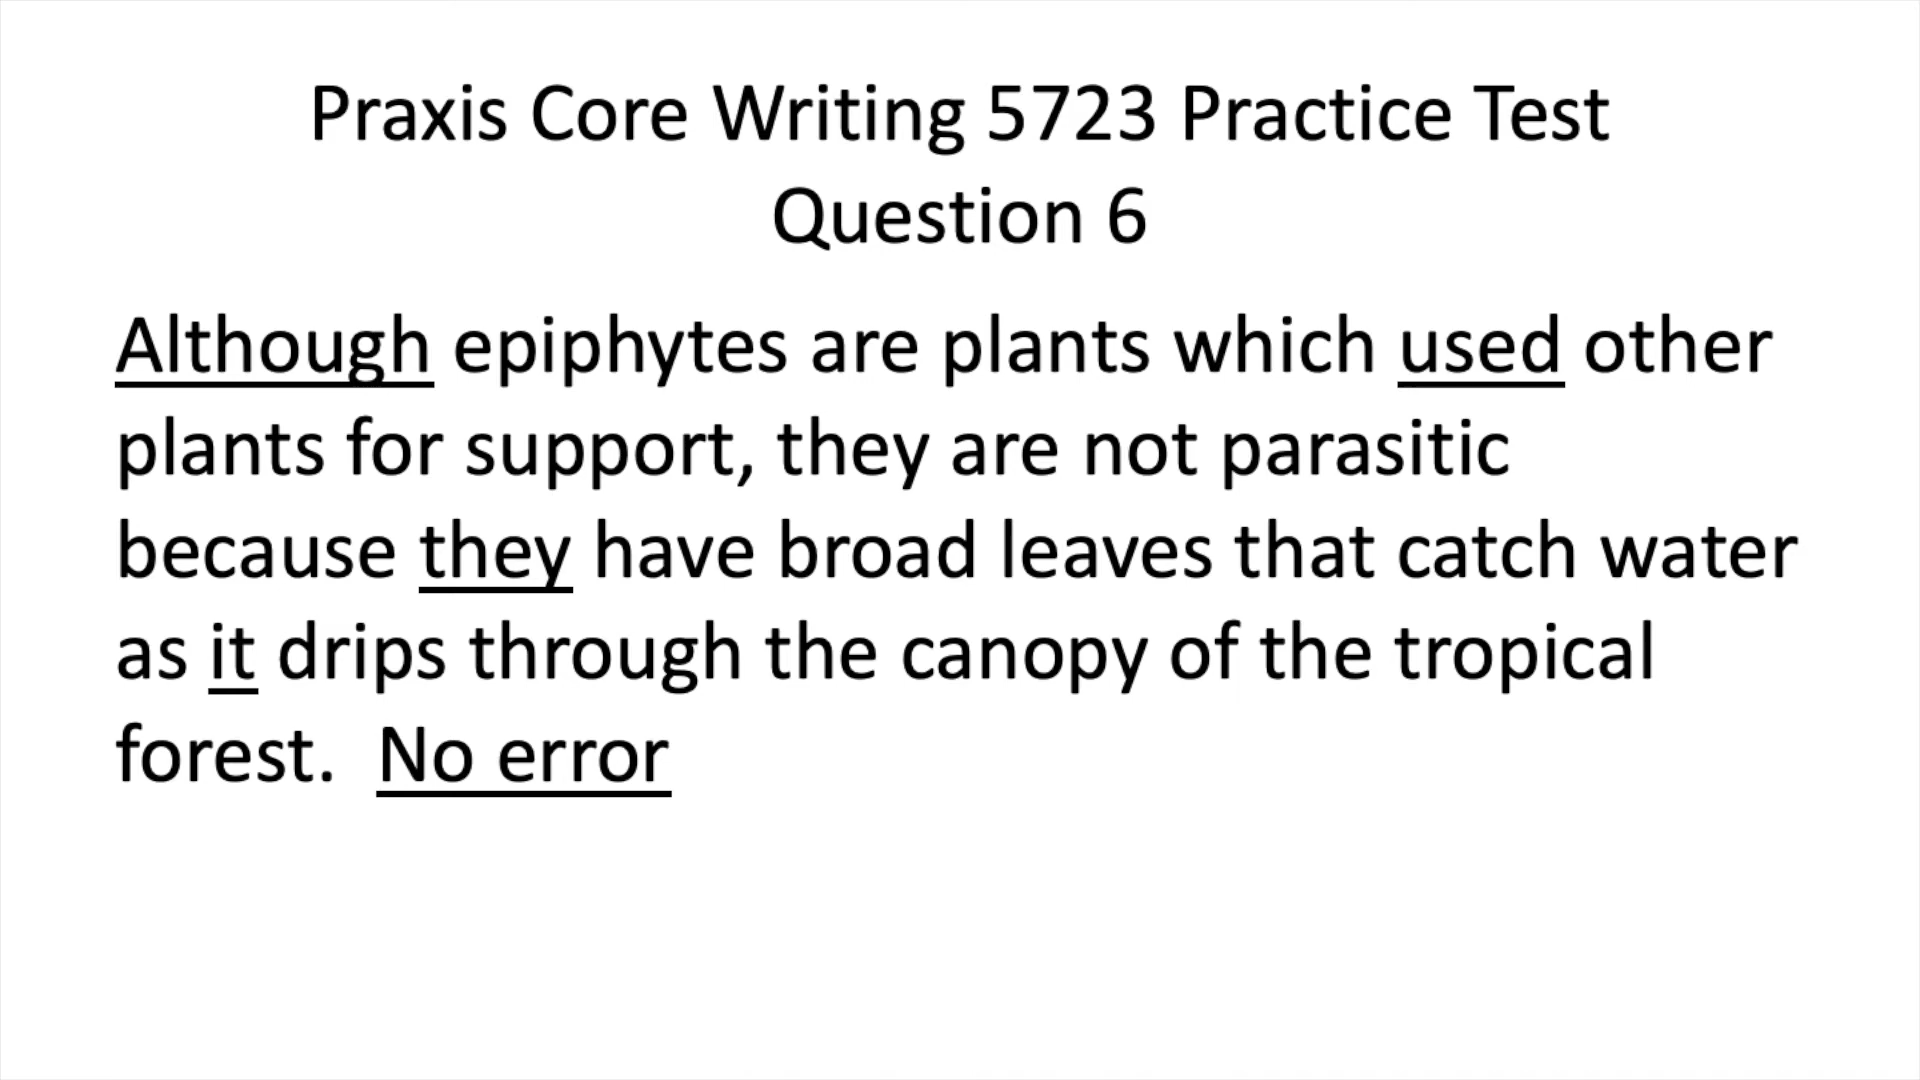 Praxis Core Writing 5723 Practice Test
Question 6
Although epiphytes are plants which used other
plants for support, they are not parasitic
because they have broad leaves that catch water
as it drips through the canopy of the tropical
forest. No error